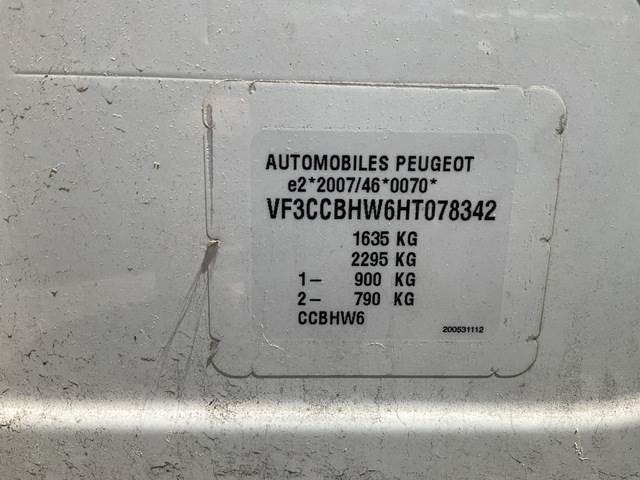 AUTOMOBILES PEUGEOT
e2*2007/46*0070*
VF3CCBHW6HT078342
1635 KG
2295 KG
1– 900 KG
2– 790 KG
CCBHW6
200531112